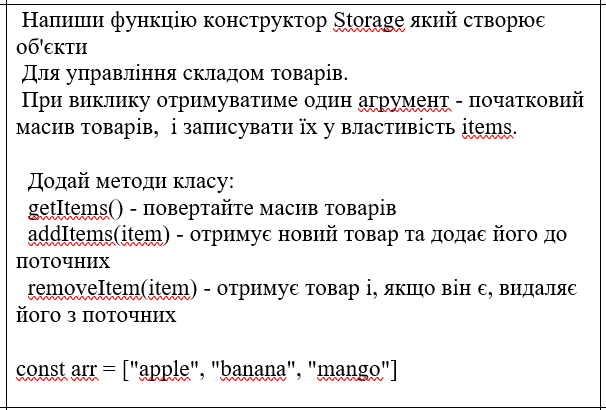 Напиши функцію конструктор Storage який створює
об'єкти
Для управління складом товарів.
При виклику отримуватиме один агрумент - початковий
масив товарів,  і записувати їх у властивість items.
Додай методи класу:
getItems() - повертайте масив товарів
addItems(item) - отримує новий товар та додає його до
поточних
removeItem(item) - отримує товар і, якщо він є, видаляє
його з поточних
const arr = ["apple", "banana", "mango"]